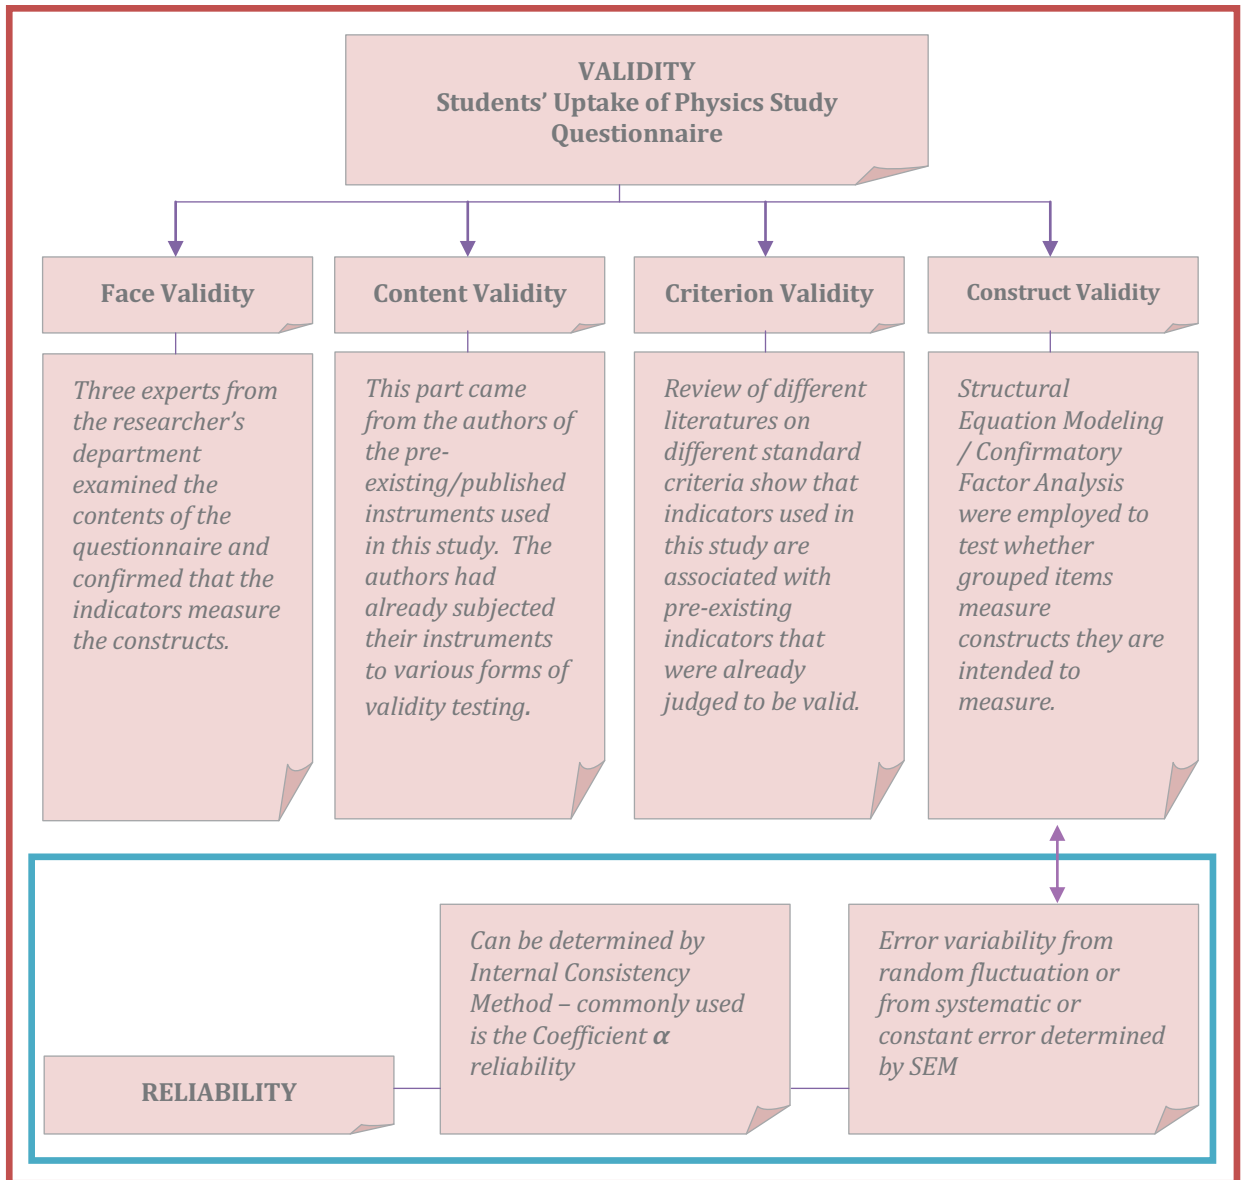 VALIDITY
Students’ Uptake of Physics Study
Questionnaire
Face Validity
Three experts from
the researcher’s
department
examined the
contents of the
questionnaire and
confirmed that the
indicators measure
the constructs.
Content Validity
This part came
from the authors of
the pre-
existing/published
instruments used
in this study.  The
authors had
already subjected
their instruments
to various forms of
validity testing.
Criterion Validity
Review of different
literatures on
different standard
criteria show that
indicators used in
this study are
associated with
pre-existing
indicators that
were already
judged to be valid.
Construct Validity
Structural
Equation Modeling
/ Confirmatory
Factor Analysis
were employed to
test whether
grouped items
measure
constructs they are
intended to
measure.
RELIABILITY
Can be determined by
Internal Consistency
Method – commonly used
is the Coefficient α
reliability
Error variability from
random fluctuation or
from systematic or
constant error determined
by SEM